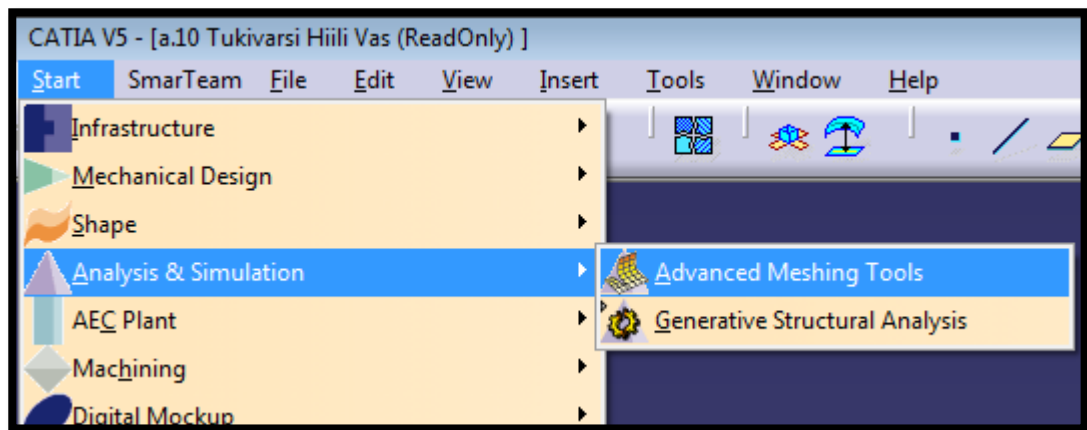 CATIA V5 - [a.10 Tukivarsi Hiili Vas (ReadOnly) ]
Start SmarTeam File Edit View Insert Tools Window Help
Infrastructure
Mechanical Design
Shape
Analysis & Simulation
Advanced Meshing Tools
AEC Plant
Generative Structural Analysis
Machining
Digital Mockup